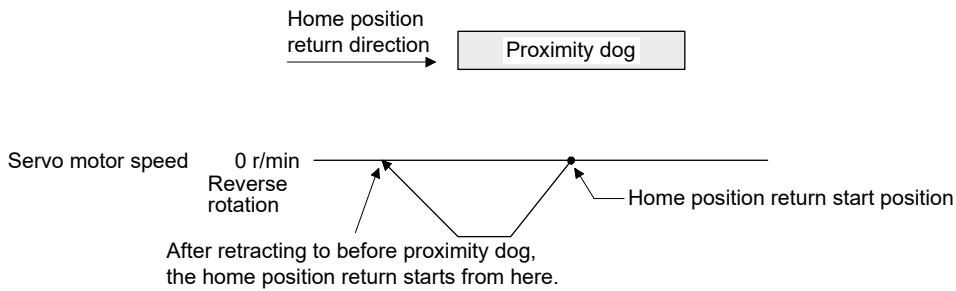 Home position
return direction
Proximity dog
Servo motor speed 0 r/min
Reverse
rotation
Home position return start position
After retracting to before proximity dog,
the home position return starts from here.